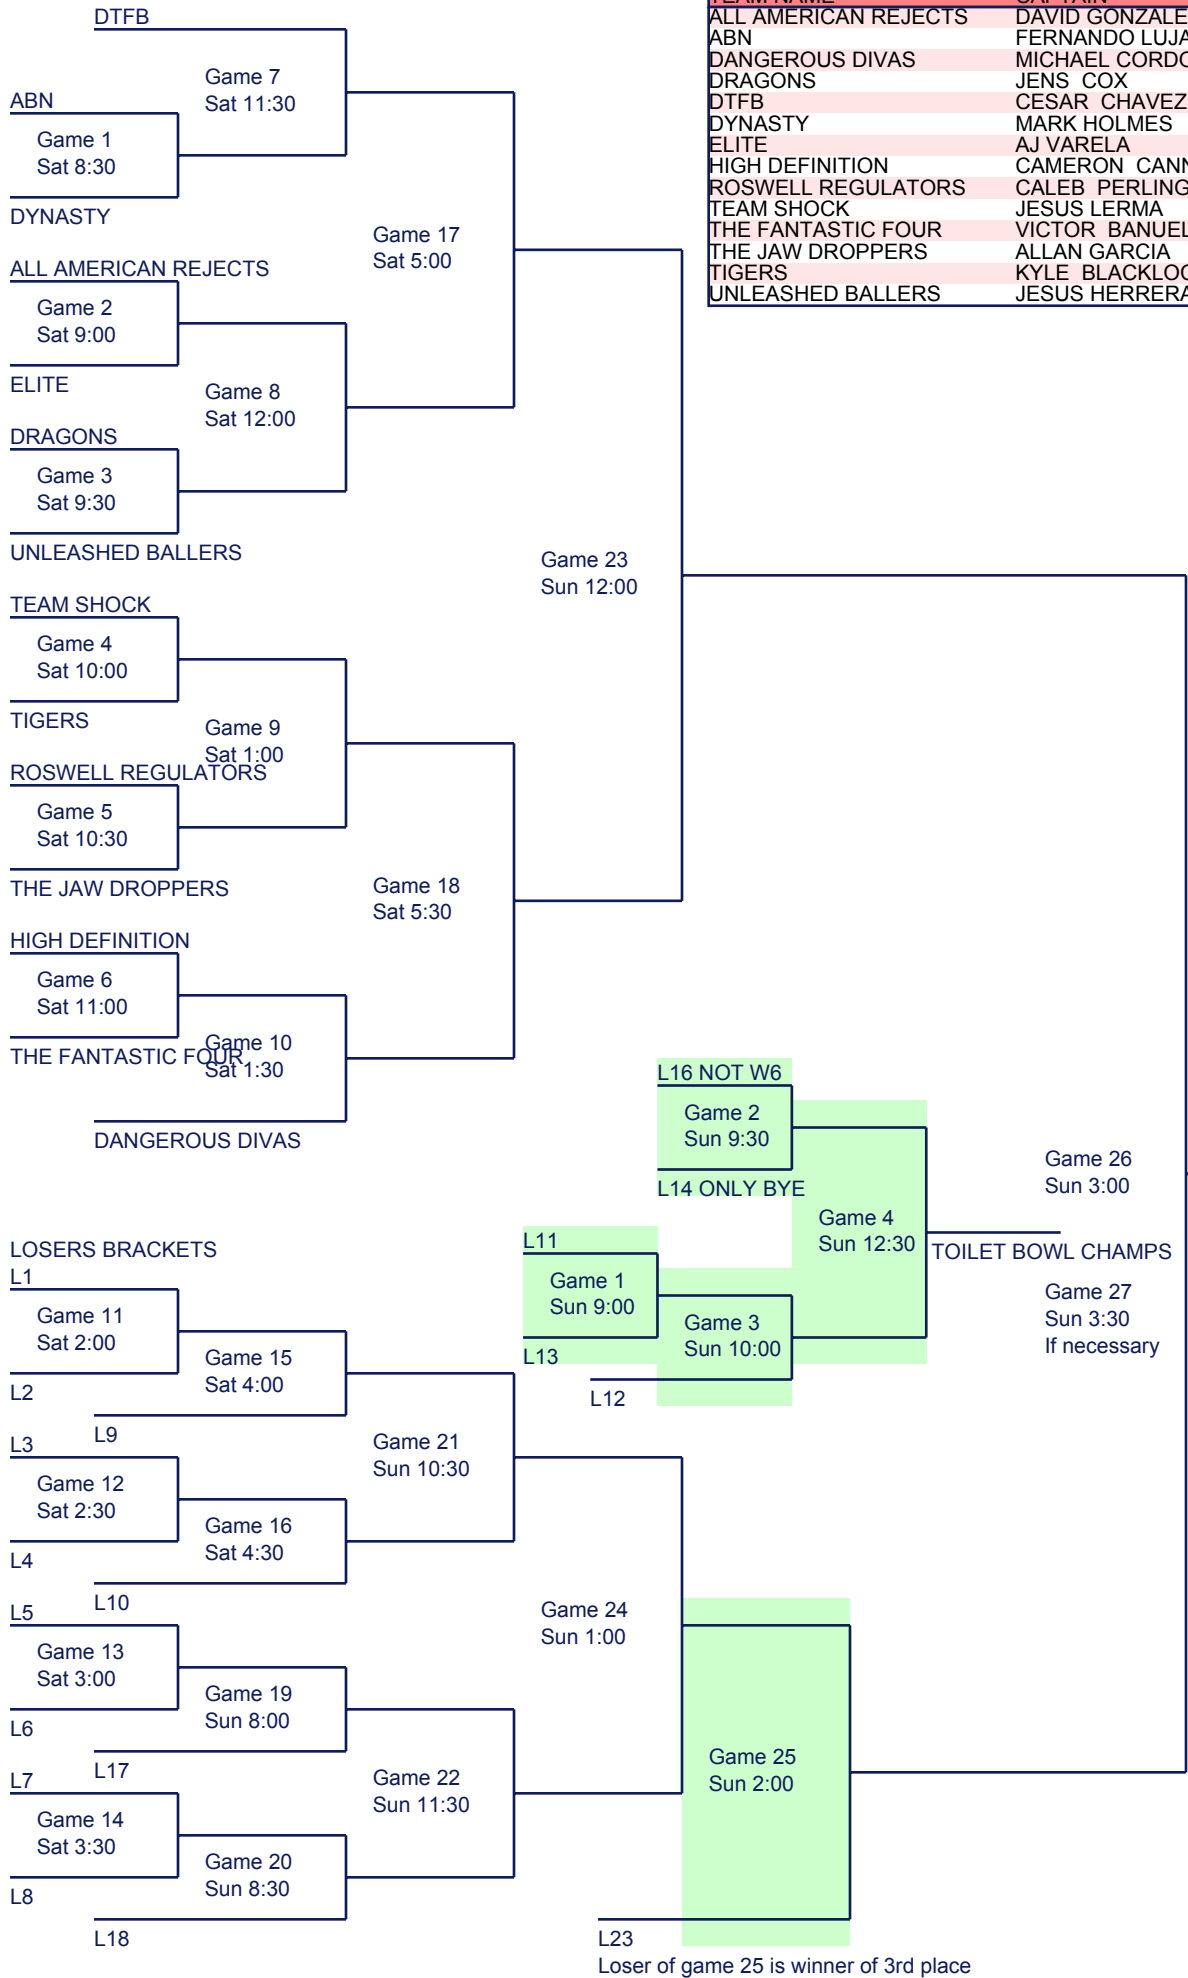 DTFB
Game 7
Sat 11:30
ABN
Game 1
Sat 8:30
DYNASTY
Game 17
Sat 5:00
ALL AMERICAN REJECTS
Game 2
Sat 9:00
ELITE
Game 8
Sat 12:00
DRAGONS
Game 3
Sat 9:30
UNLEASHED BALLERS
Game 23
Sun 12:00
TEAM SHOCK
Game 4
Sat 10:00
TIGERS
Game 9
Sat 1:00
ROSWELL REGULATORS
Game 5
Sat 10:30
THE JAW DROPPERS
Game 18
Sat 5:30
HIGH DEFINITION
Game 6
Sat 11:00
THE FANTASTIC FOUR
Game 10
Sat 1:30
DANGEROUS DIVAS
ALL AMERICAN REJECTS DAVID GONZALE
ABN FERNANDO LUJA
DANGEROUS DIVAS MICHAEL CORDO
DRAGONS JENS COX
DTFB CESAR CHAVEZ
DYNASTY MARK HOLMES
ELITE AJ VARELA
HIGH DEFINITION CAMERON CANN
ROSWELL REGULATORS CALEB PERLING
TEAM SHOCK JESUS LERMA
THE FANTASTIC FOUR VICTOR BANUEL
THE JAW DROPPERS ALLAN GARCIA
TIGERS KYLE BLACKLOC
UNLEASHED BALLERS JESUS HERRERA
L16 NOT W6
Game 2
Sun 9:30
L14 ONLY BYE
Game 4
Sun 12:30
L11
Game 1
Sun 9:00
L13
Game 3
Sun 10:00
L12
TOILET BOWL CHAMPS
Game 26
Sun 3:00
Game 27
Sun 3:30
If necessary
LOSERS BRACKETS
L1
Game 11
Sat 2:00
L2
Game 15
Sat 4:00
L9
L3
Game 12
Sat 2:30
L4
Game 16
Sat 4:30
L10
Game 21
Sun 10:30
L5
Game 13
Sat 3:00
L6
Game 19
Sun 8:00
L17
L7
Game 14
Sat 3:30
L8
Game 20
Sun 8:30
L18
Game 22
Sun 11:30
Game 24
Sun 1:00
Game 25
Sun 2:00
L23
Loser of game 25 is winner of 3rd place